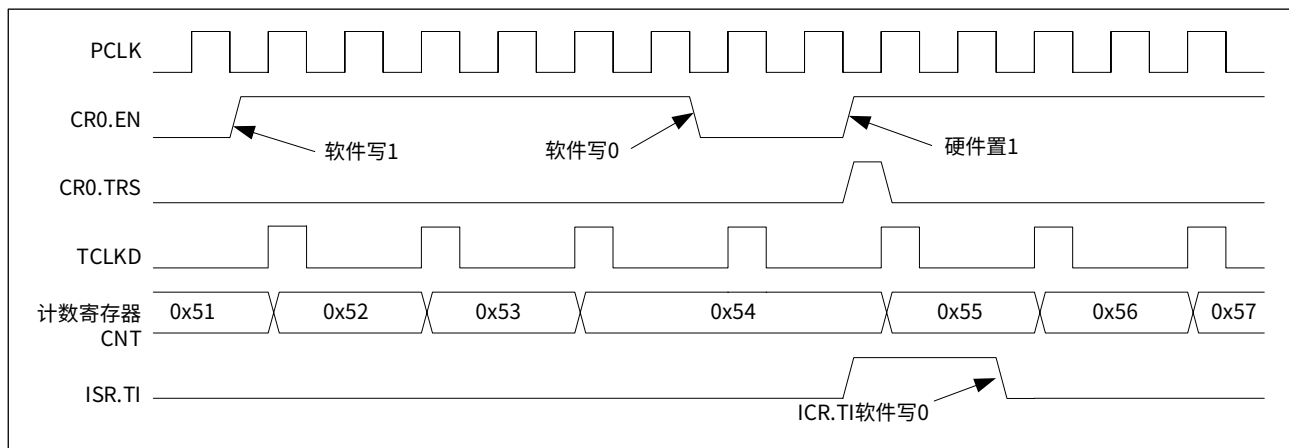 PCLK
CR0.EN
软件写1
软件写0
硬件置1
CR0.TRS
TCLKD
计数寄存器
CNT
0x51
0x52
0x53
0x54
0x55
0x56
0x57
ISR.TI
ICR.TI软件写0